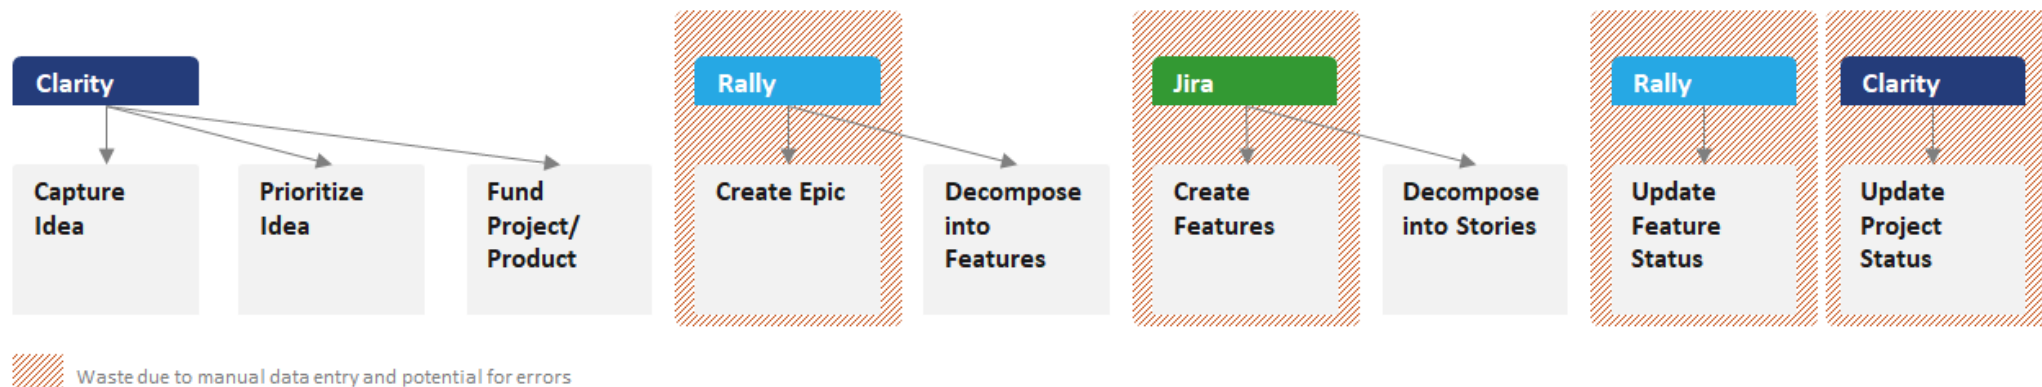 Clarity
Rally
Jira
Rally
Clarity
Capture
Idea
Prioritize
Idea
Fund
Project/
Product
Create Epic
Decompose
into
Features
Create
Features
Decompose
into Stories
Update
Feature
Status
Update
Project
Status
Waste due to manual data entry and potential for errors